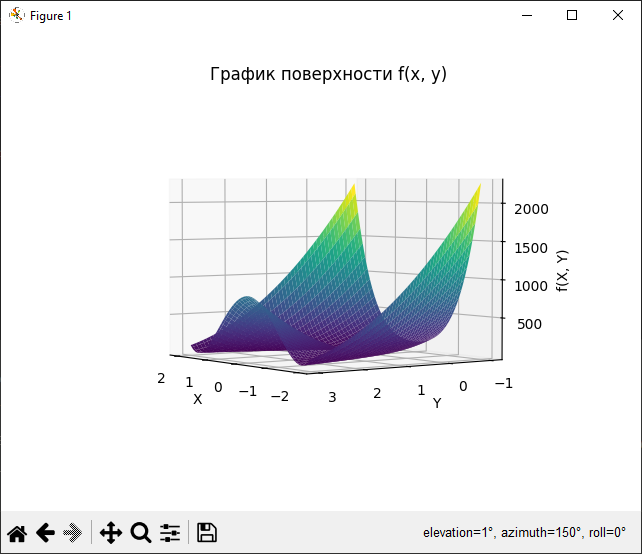 Figure 1
График поверхности f(x, y)
2000
1500
1000
500
f(X, Y)
2 1 0 −1 −2
X
3 2 1 0 −1
Y
elevation=1°, azimuth=150°, roll=0°